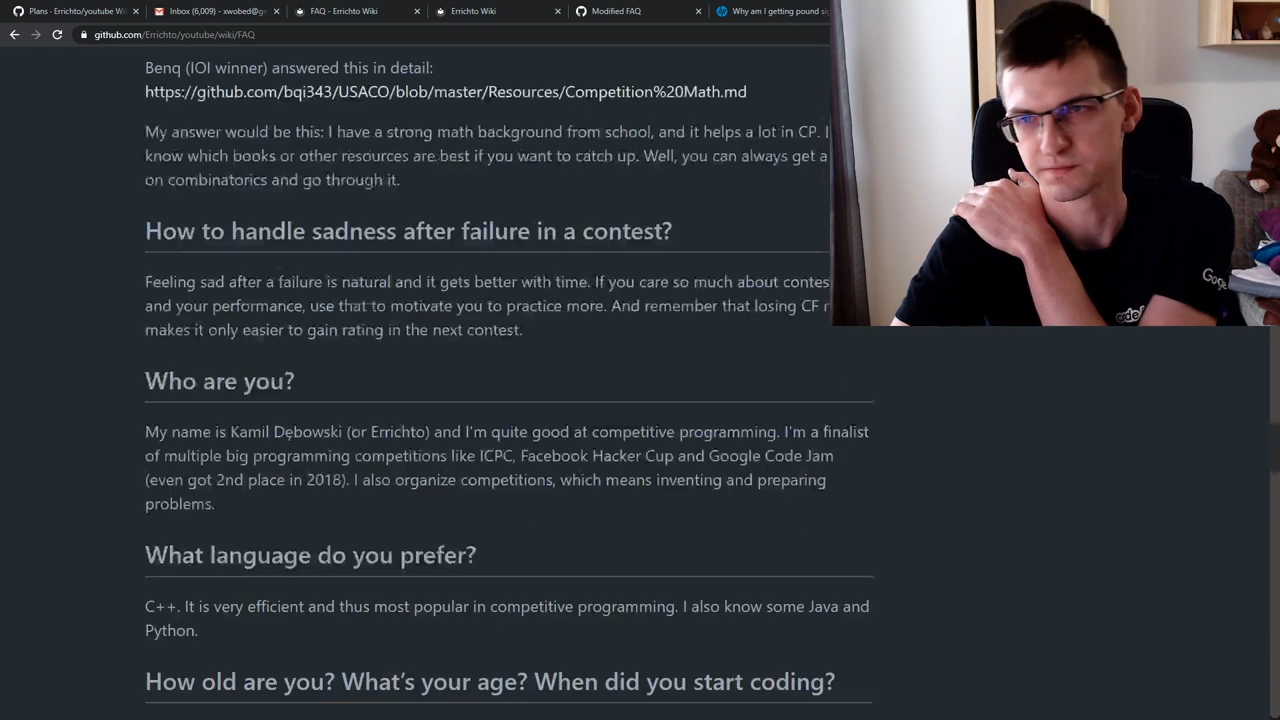 Plans · Errichto/youtube Wi
Inbox (6,009) - xwobed@g
FAQ - Errichto Wiki
Errichto Wiki
Modified FAQ
Why am I getting pound si
github.com/Errichto/youtube/wiki/FAQ
Benq (IOI winner) answered this in detail:
https://github.com/bqi343/USACO/blob/master/Resources/Competition%20Math.md
My answer would be this: I have a strong math background from school, and it helps a lot in CP. I
know which books or other resources are best if you want to catch up. Well, you can always get a
on combinatorics and go through it.
How to handle sadness after failure in a contest?
Feeling sad after a failure is natural and it gets better with time. If you care so much about contes
and your performance, use that to motivate you to practice more. And remember that losing CF r
makes it only easier to gain rating in the next contest.
Who are you?
My name is Kamil Dębowski (or Errichto) and I'm quite good at competitive programming. I'm a finalist
of multiple big programming competitions like ICPC, Facebook Hacker Cup and Google Code Jam
(even got 2nd place in 2018). I also organize competitions, which means inventing and preparing
problems.
What language do you prefer?
C++. It is very efficient and thus most popular in competitive programming. I also know some Java and
Python.
How old are you? What's your age? When did you start coding?